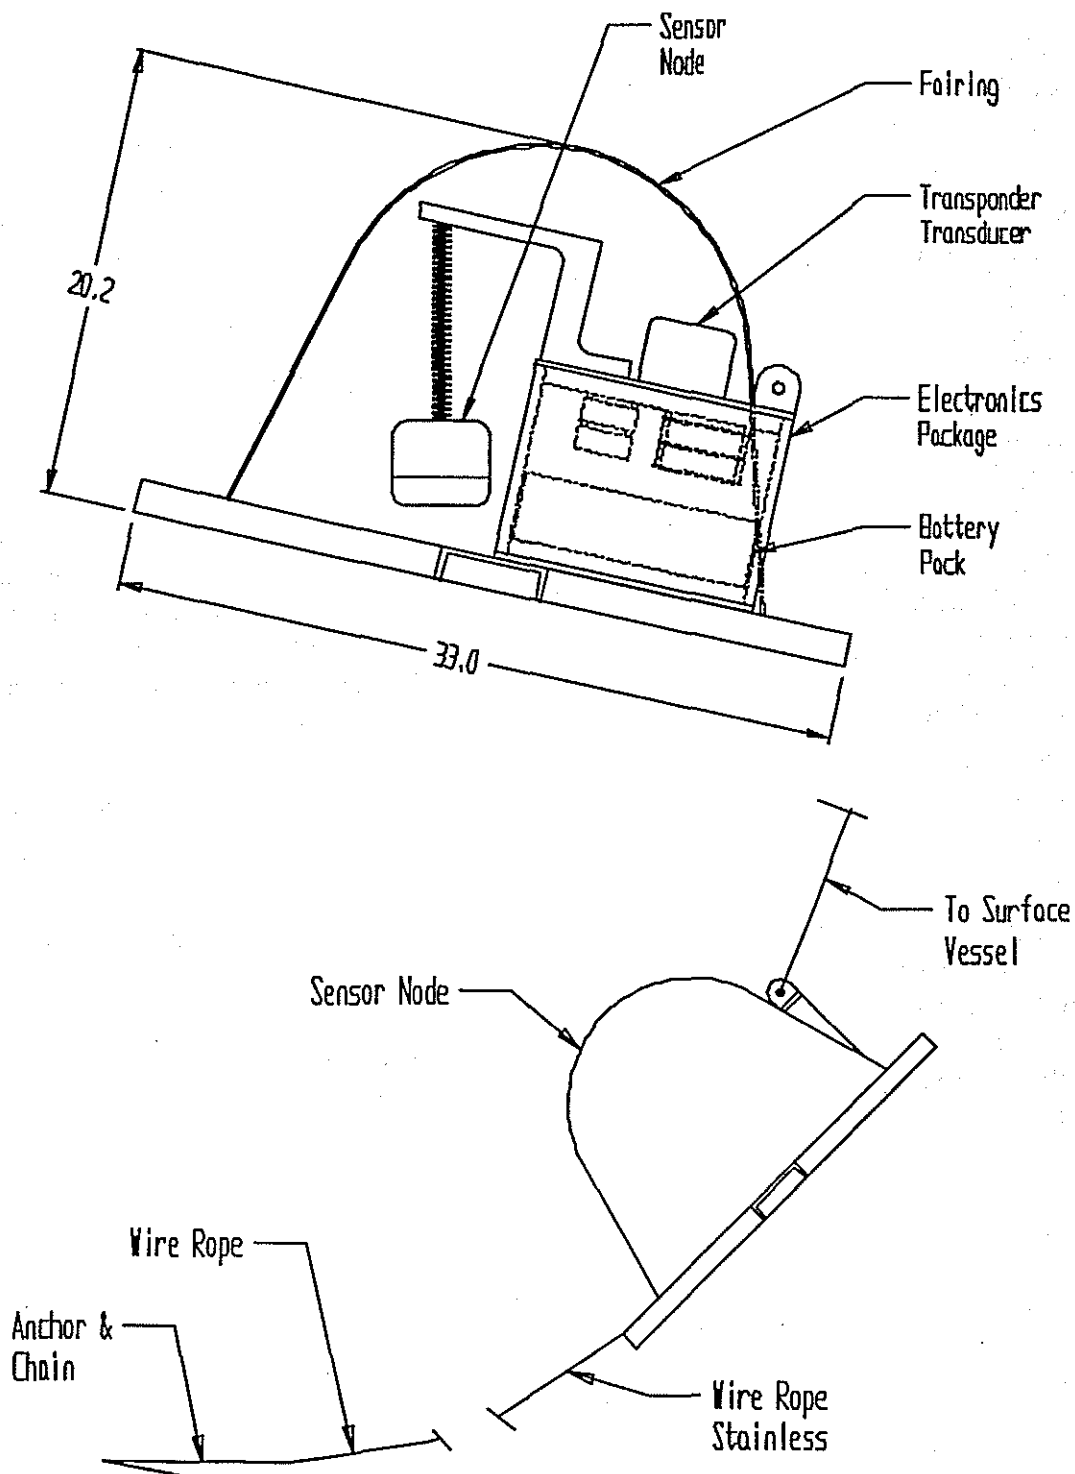 Sensor
Node
Fairing
Transponder
Transducer
20.2
Electronics
Package
Battery
Pack
33.0
To Surface
Vessel
Sensor Node
Wire Rope
Anchor &
Chain
Wire Rope
Stainless